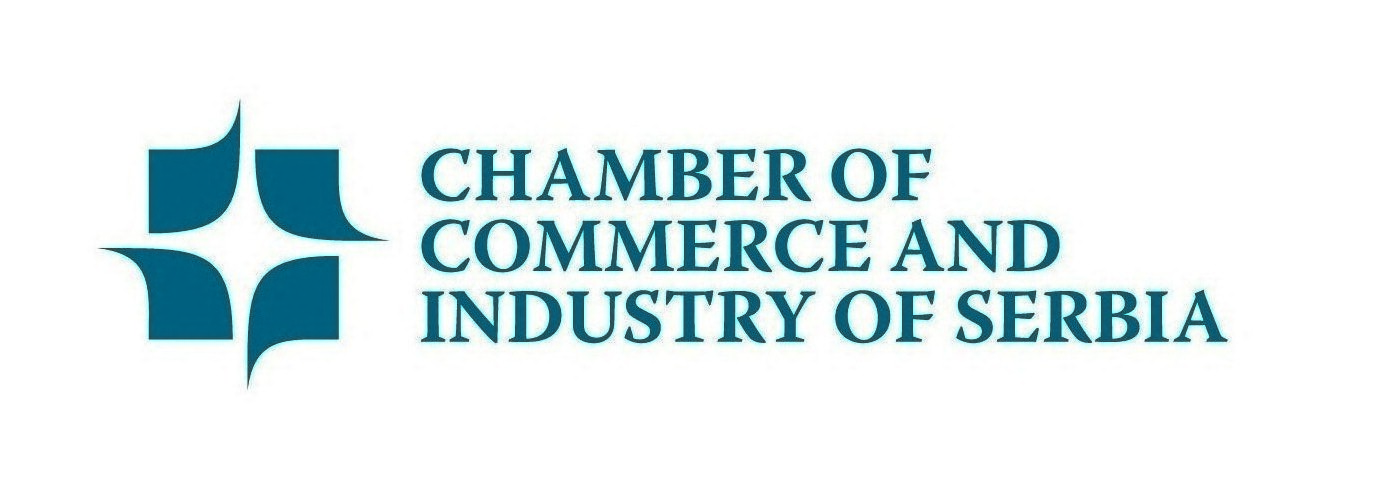 CHAMBER OF
COMMERCE AND
INDUSTRY OF SERBIA